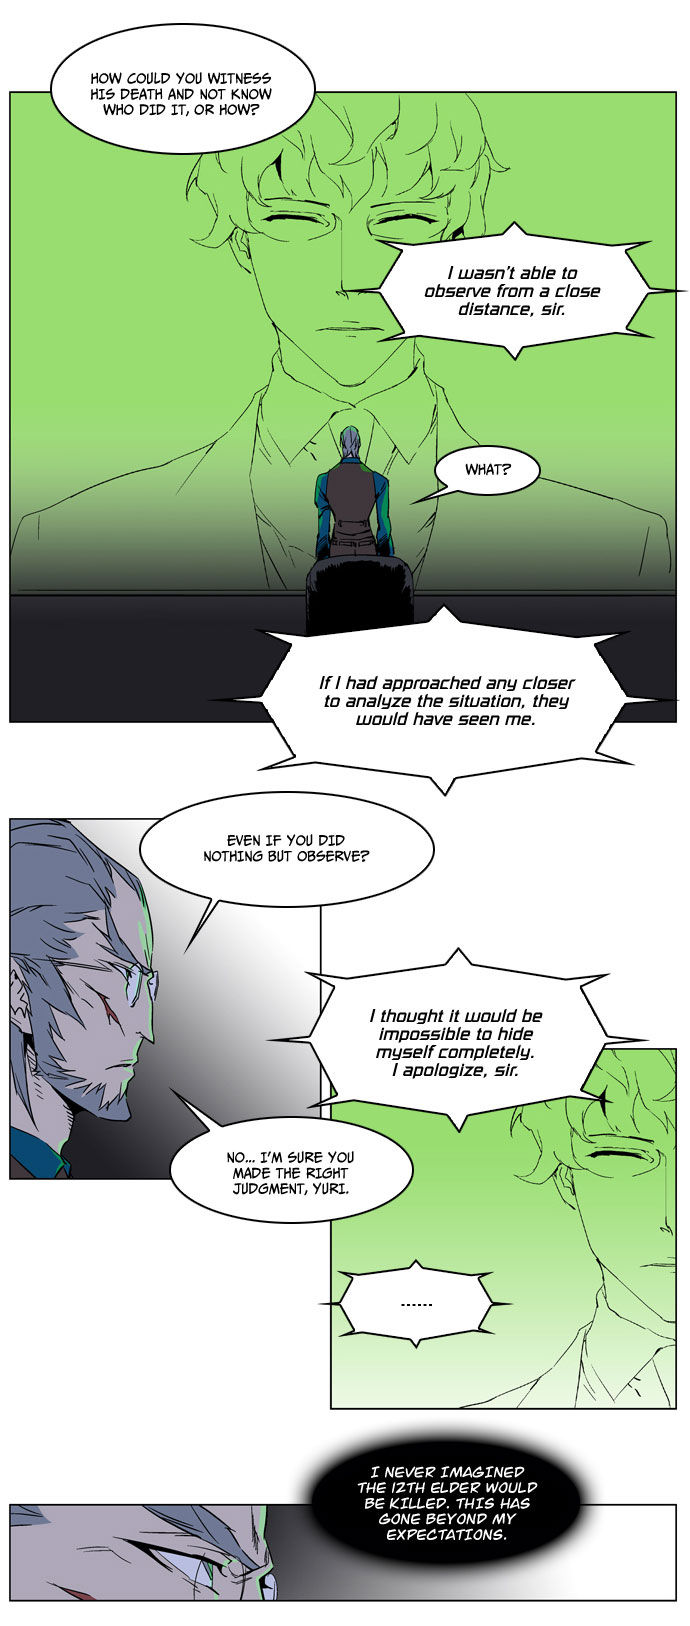 HOW COULD YOU WITNESS
HIS DEATH AND NOT KNOW
WHO DID IT, OR HOW?
I wasn't able to
observe from a close
distance, sir.
WHAT?
If I had approached any closer
to analyze the situation, they
would have seen me.
EVEN IF YOU DID
NOTHING BUT OBSERVE?
I thought it would be
impossible to hide
myself completely.
I apologize, sir.
NO... I'M SURE YOU
MADE THE RIGHT
JUDGMENT, YURI.
......
I NEVER IMAGINED
THE 12TH ELDER WOULD
BE KILLED. THIS HAS
GONE BEYOND MY
EXPECTATIONS.